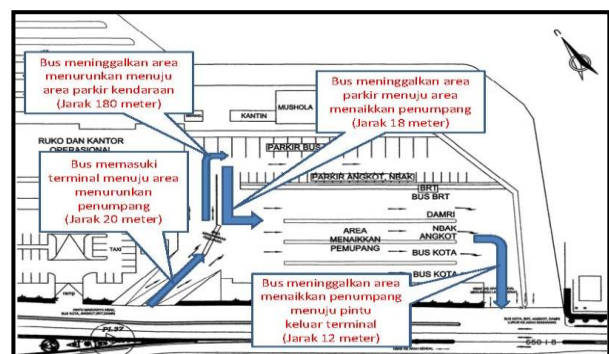 Bus meninggalkan area
menurunkan menuju
area parkir kendaraan
(Jarak 180 meter)
Bus meninggalkan area
parkir menuju area
menaikkan penumpang
(Jarak 18 meter)
MUSHOLA
KANTIN
RUKO DAN KANTOR
OPERASIONAL
PARKIR BUS
PARKIR ANGKOT, NBAK
Bus memasuki
terminal menuju area
menurunkan
penumpang
(Jarak 20 meter)
BRT
BUS BRT
DAMRI
AREA
MENAIKKAN
PEMUPANG
NBAK
ANGKOT
BUS KOTA
BUS KOTA
TAXI
ramp
Bus meninggalkan area
menaikkan penumpang
menuju pintu
keluar terminal
(Jarak 12 meter)